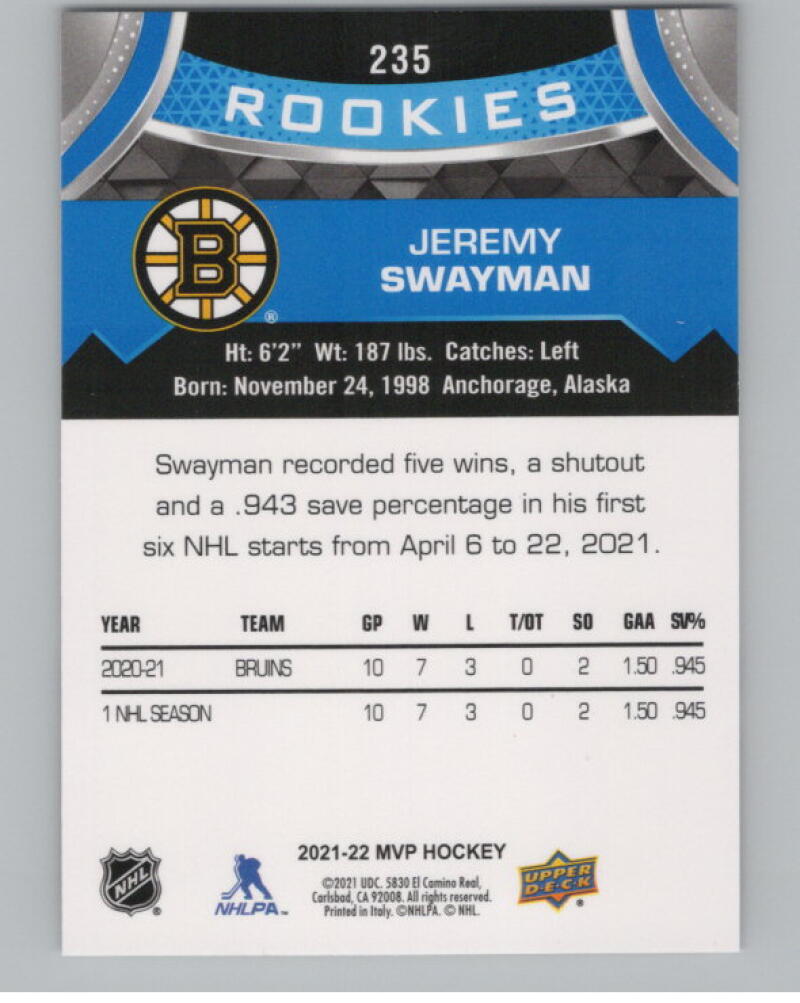 235
ROOKIES
B
®
JEREMY
SWAYMAN
Ht: 6'2" Wt: 187 lbs. Catches: Left
Born: November 24, 1998 Anchorage, Alaska
Swayman recorded five wins, a shutout
and a .943 save percentage in his first
six NHL starts from April 6 to 22, 2021.
YEAR TEAM GP W L T/OT SO GAA SV%
2020-21 BRUINS 10 7 3 0 2 1.50 .945
1 NHL SEASON 10 7 3 0 2 1.50 .945
NHL ®
NHLPA™
2021-22 MVP HOCKEY
©2021 UDC. 5830 El Camino Real,
Carlsbad, CA 92008. All rights reserved.
Printed in Italy. ©NHLPA. © NHL.
UPPER
D·E·C·K ®